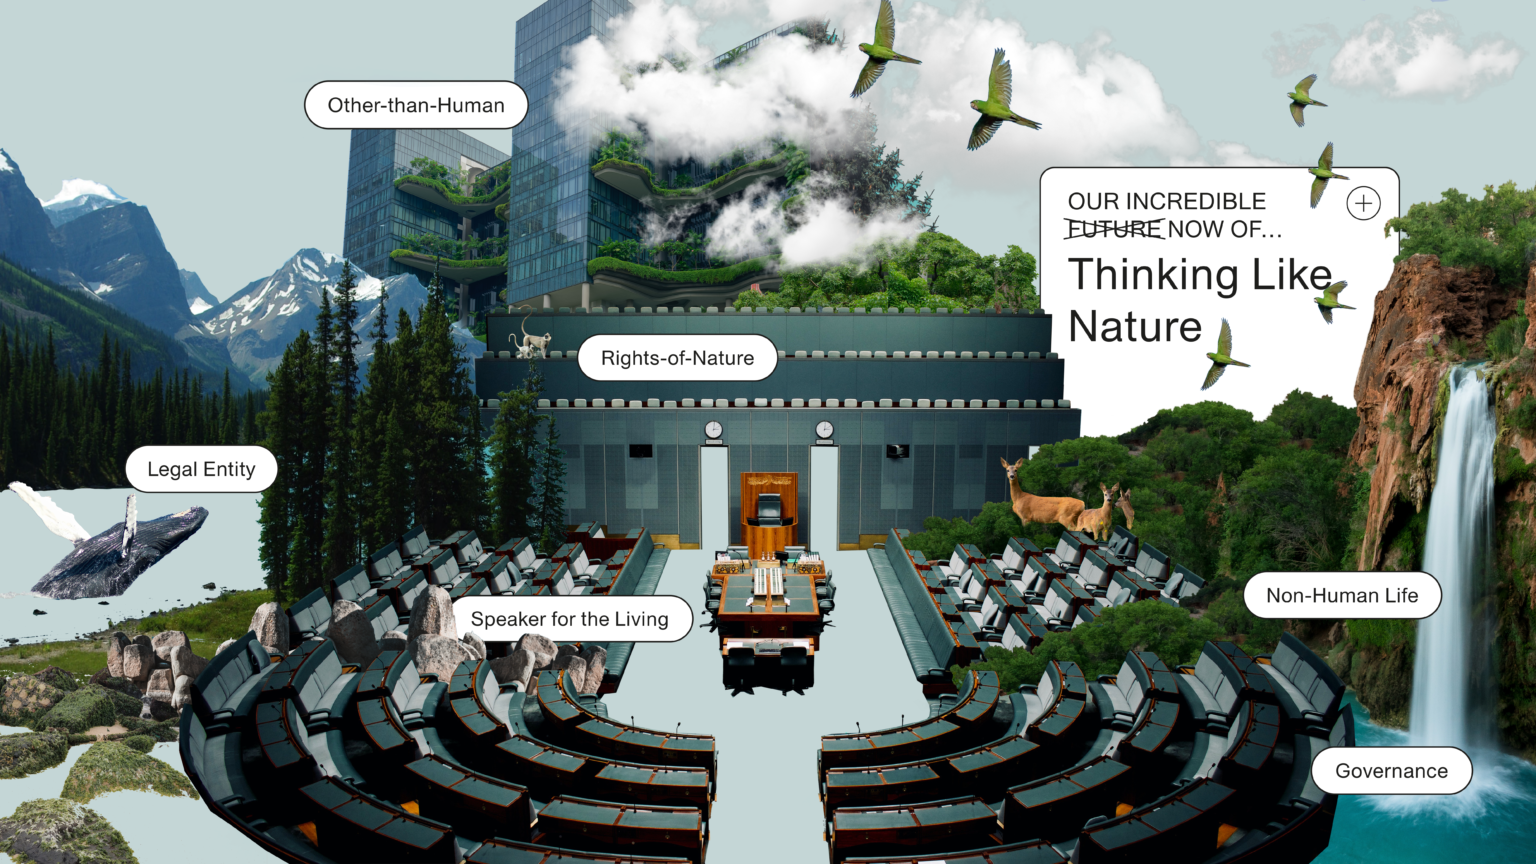 Other-than-Human
OUR INCREDIBLE
FUTURE NOW OF...
Thinking Like
Nature
Rights-of-Nature
Legal Entity
Non-Human Life
Speaker for the Living
Governance